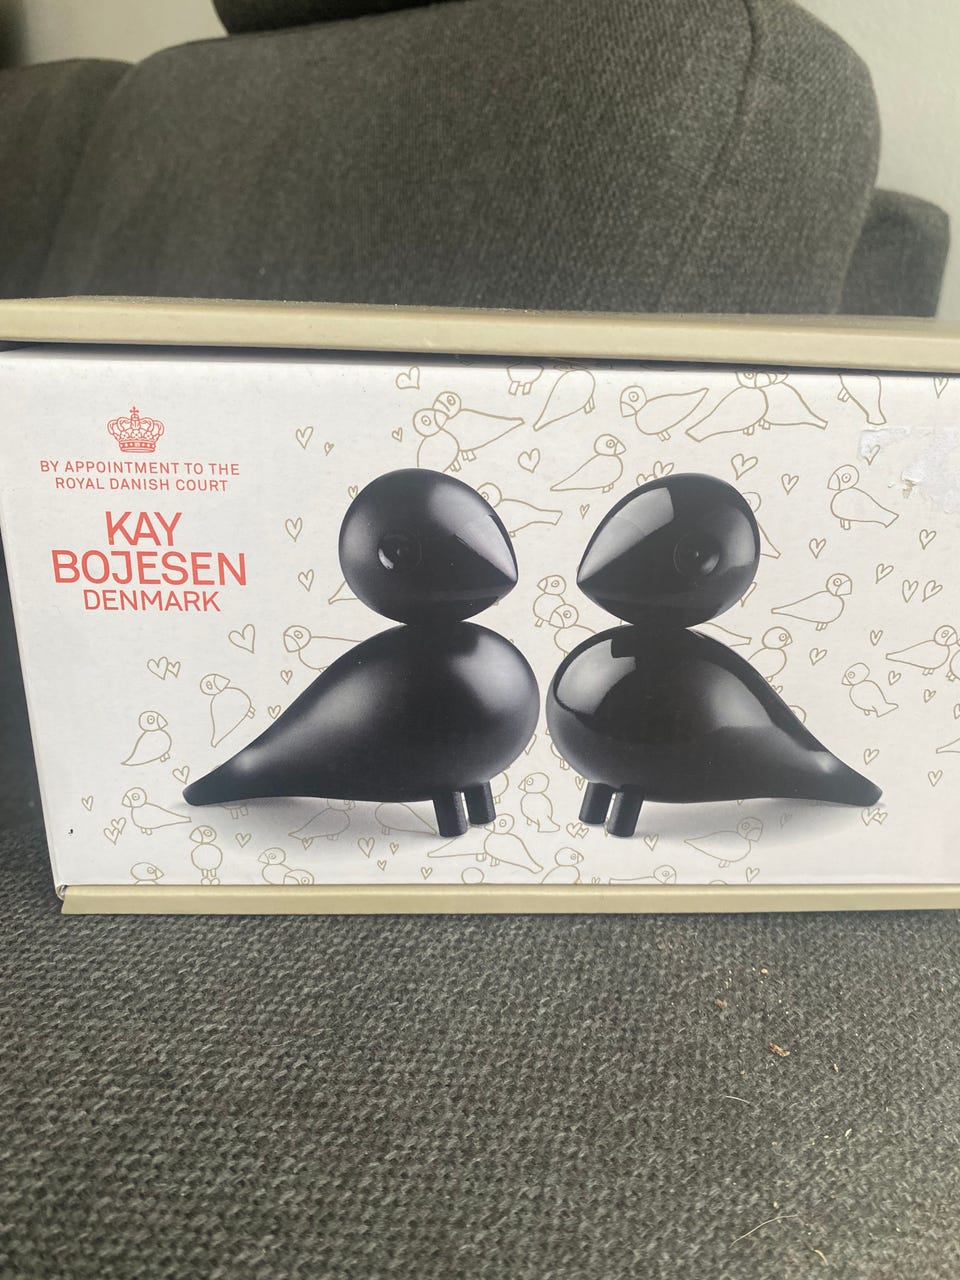 BY APPOINTMENT TO THE
ROYAL DANISH COURT
KAY
BOJESEN
DENMARK